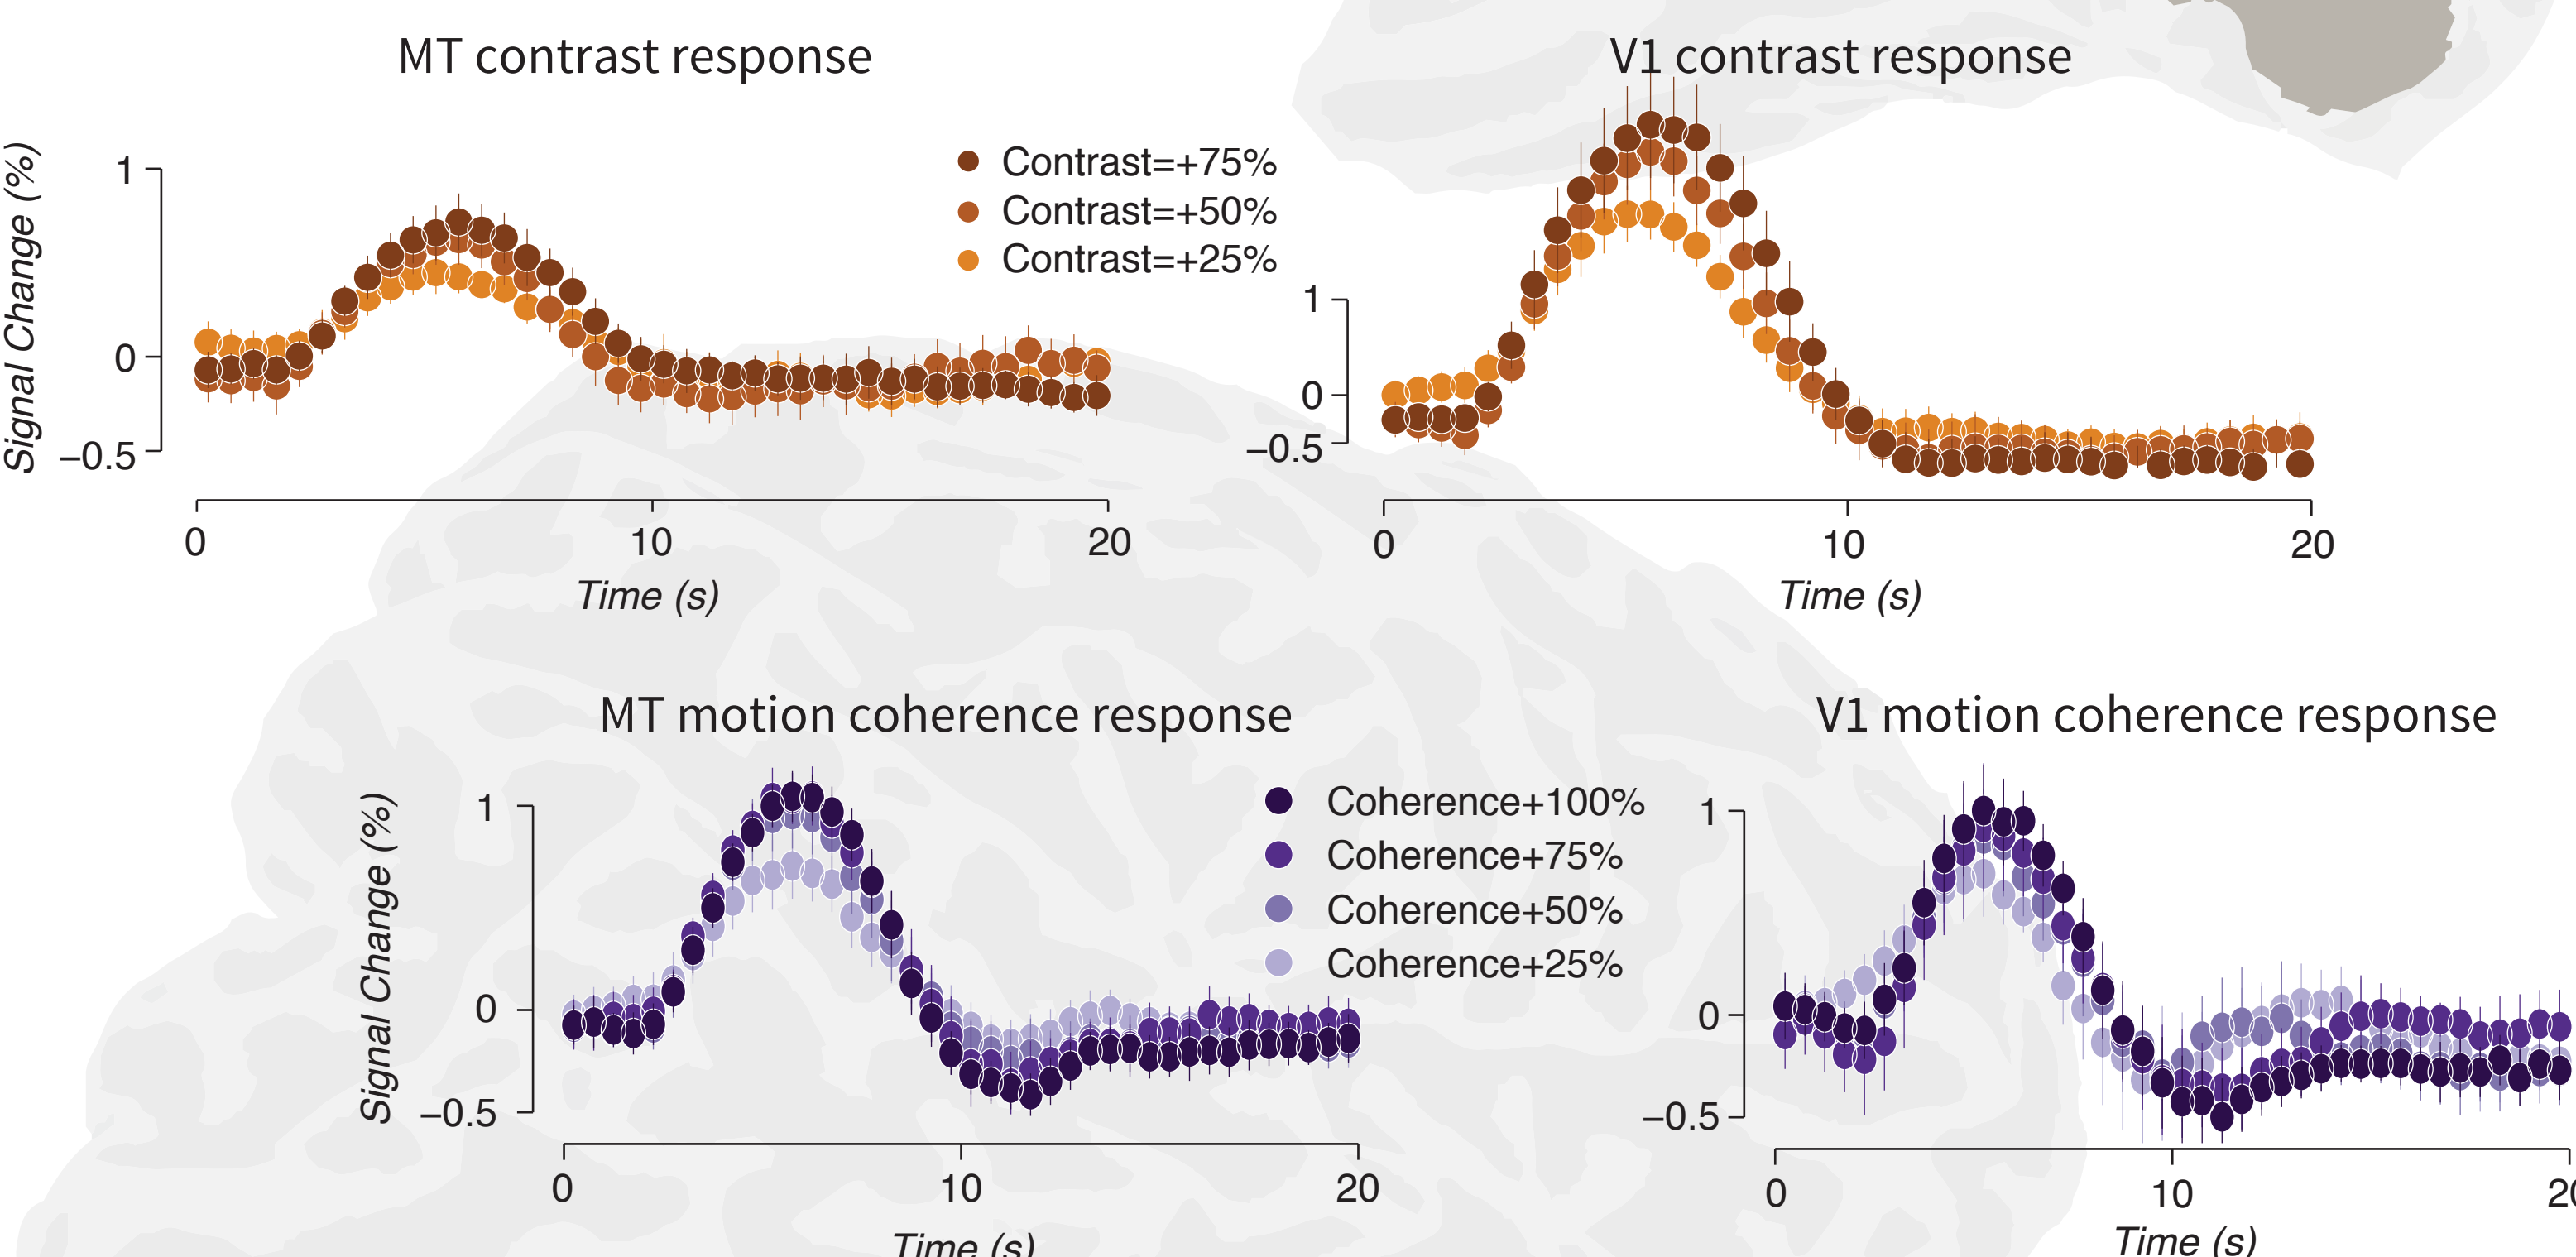 MT contrast response
V1 contrast response
Signal Change (%)
1
0
−0.5
Contrast=+75%
Contrast=+50%
Contrast=+25%
1
0
−0.5
0 10 20
Time (s)
0 10 20
Time (s)
MT motion coherence response
V1 motion coherence response
Signal Change (%)
1
0
−0.5
Coherence+100%
Coherence+75%
Coherence+50%
Coherence+25%
1
0
−0.5
0 10 20
Time (s)
0 10 20
Time (s)